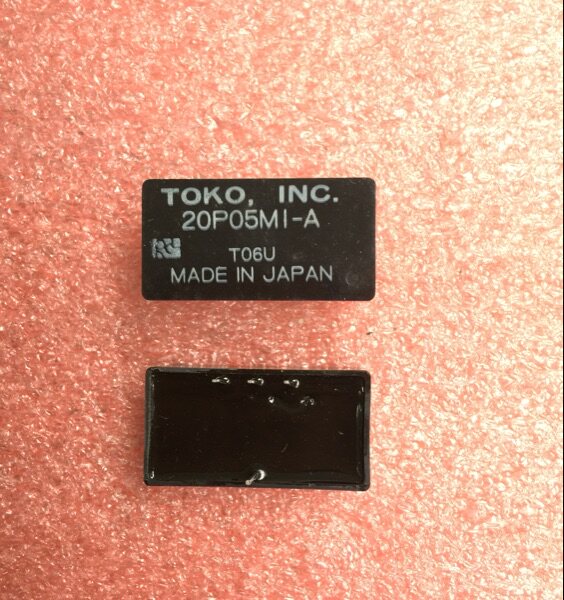 TOKO, INC.
20P05MI-A
T06U
MADE IN JAPAN